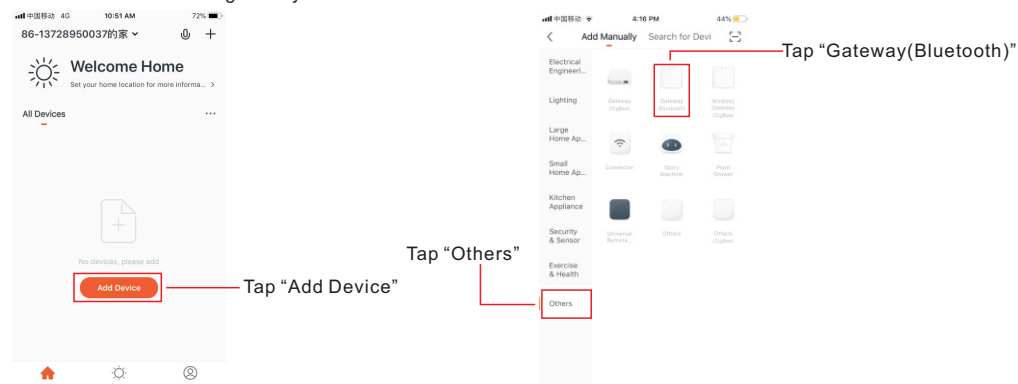 中国移动 4G 10:51 AM 72%
86-13728950037的家
Welcome Home
Set your home location for more informa... >
All Devices
...
No devices, please add
Add Device
Tap “Add Device”
中国移动 4:16 PM 44%
< Add Manually Search for Devi
Tap “Gateway(Bluetooth)”
Electrical
Engineeri...
Lighting
Large
Home Ap...
Small
Home Ap...
Kitchen
Appliance
Security
& Sensor
Exercise
& Health
Others
Gateway
(ZigBee)
Gateway
(Bluetooth)
Wireless
Gateway
(ZigBee)
Connector
Story
Machine
Plant
Grower
Universal
Remote...
Others
Others
(ZigBee)
Tap “Others”